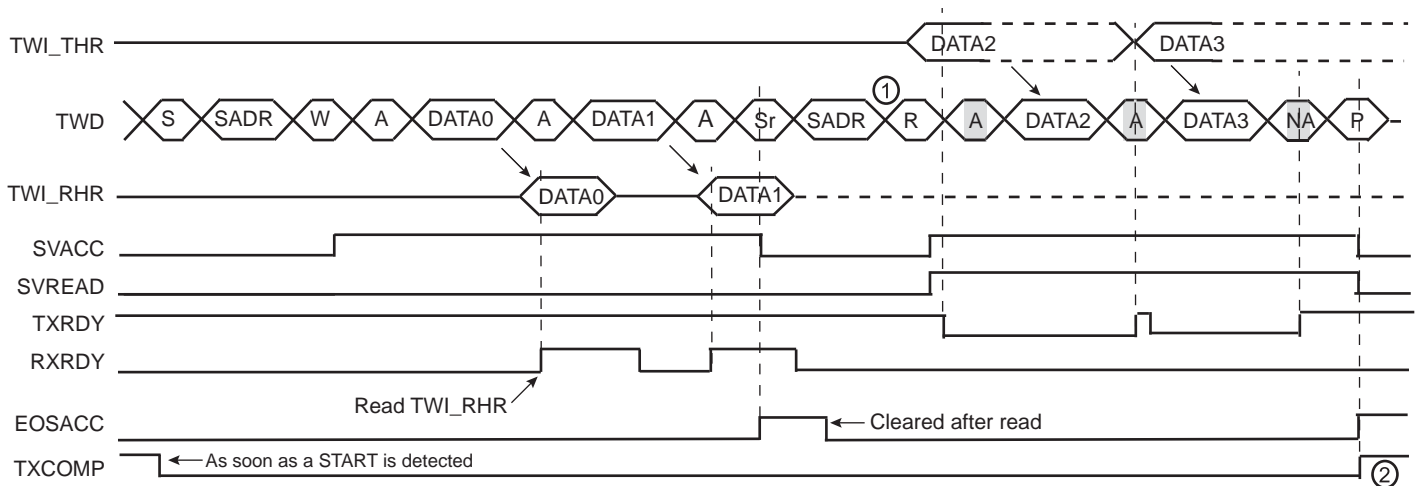 TWI_THR DATA2 DATA3
①
TWD S SADR W A DATA0 A DATA1 A Sr SADR R A DATA2 A DATA3 NA P
TWI_RHR DATA0 DATA1
SVACC
SVREAD
TXRDY
RXRDY
Read TWI_RHR
EOSACC Cleared after read
TXCOMP As soon as a START is detected ②